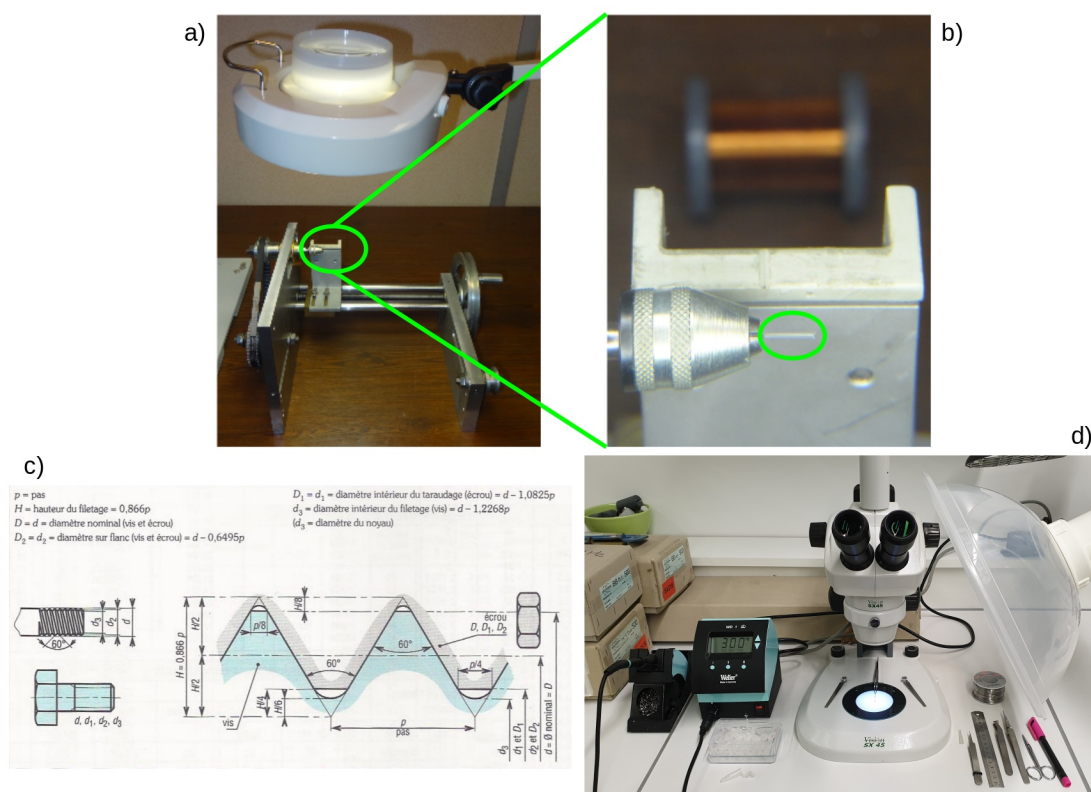 a)
b)
c)
p = pas
H = hauteur du filetage = 0,866p
D = d = diamètre nominal (vis et écrou)
D₂ = d₂ = diamètre sur flanc (vis et écrou) = d − 0,6495p
D₁ = d₁ = diamètre intérieur du taraudage (écrou) = d − 1,0825p
d₃ = diamètre intérieur du filetage (vis) = d − 1,2268p
(d₃ = diamètre du noyau)
d₃
d₂
d
60°
d, d₁, d₂, d₃
H = 0,866 p
H/2
H/2
p/8
H/8
60°
60°
écrou
D, D₁, D₂
p/4
H/4
H/6
vis
p
pas
d₃
d₁ et D₁
d₂ et D₂
d = Ø nominal = D
d)
300°
Weller
Vision
SX45
Vision
SX 45